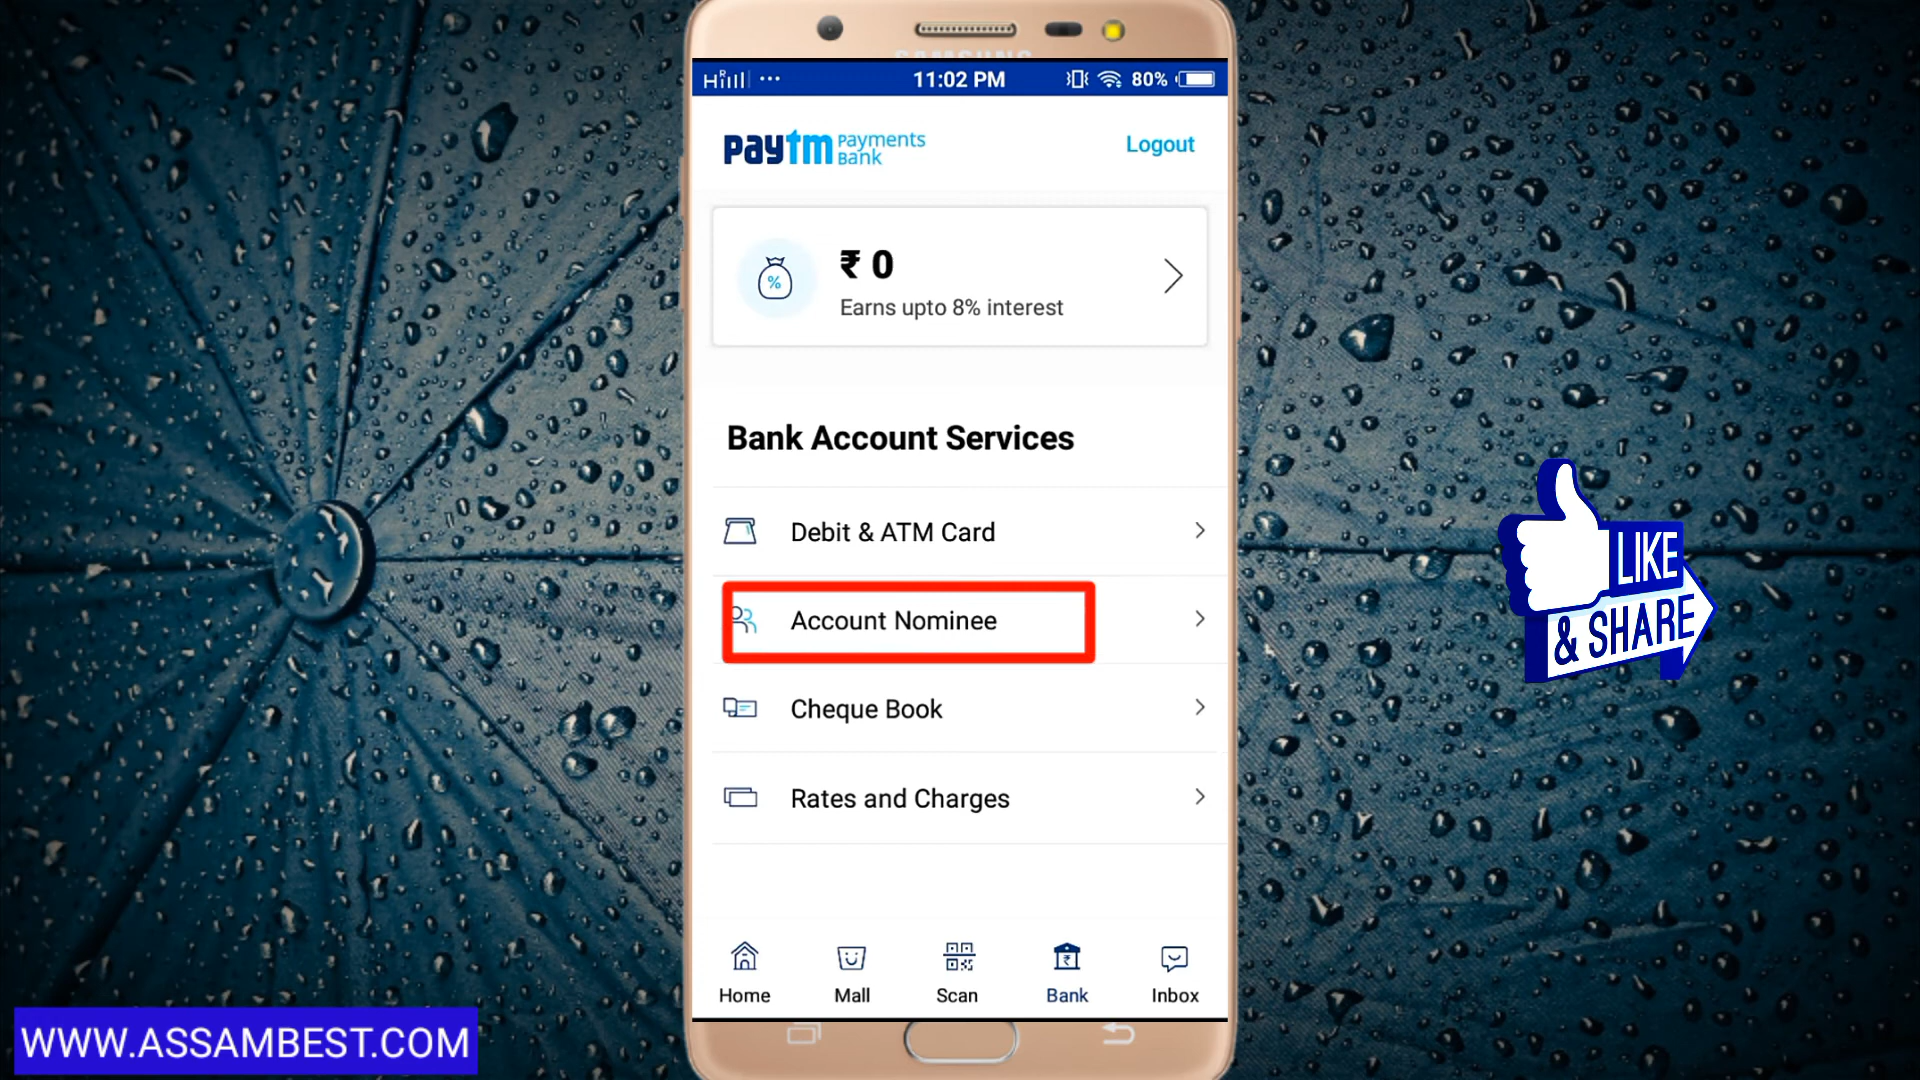 SAMSUNG
11:02 PM
80%
paytm Payments Bank
Logout
₹ 0
Earns upto 8% interest
Bank Account Services
Debit & ATM Card
Account Nominee
Cheque Book
Rates and Charges
Home
Mall
Scan
Bank
Inbox
LIKE
& SHARE
WWW.ASSAMBEST.COM